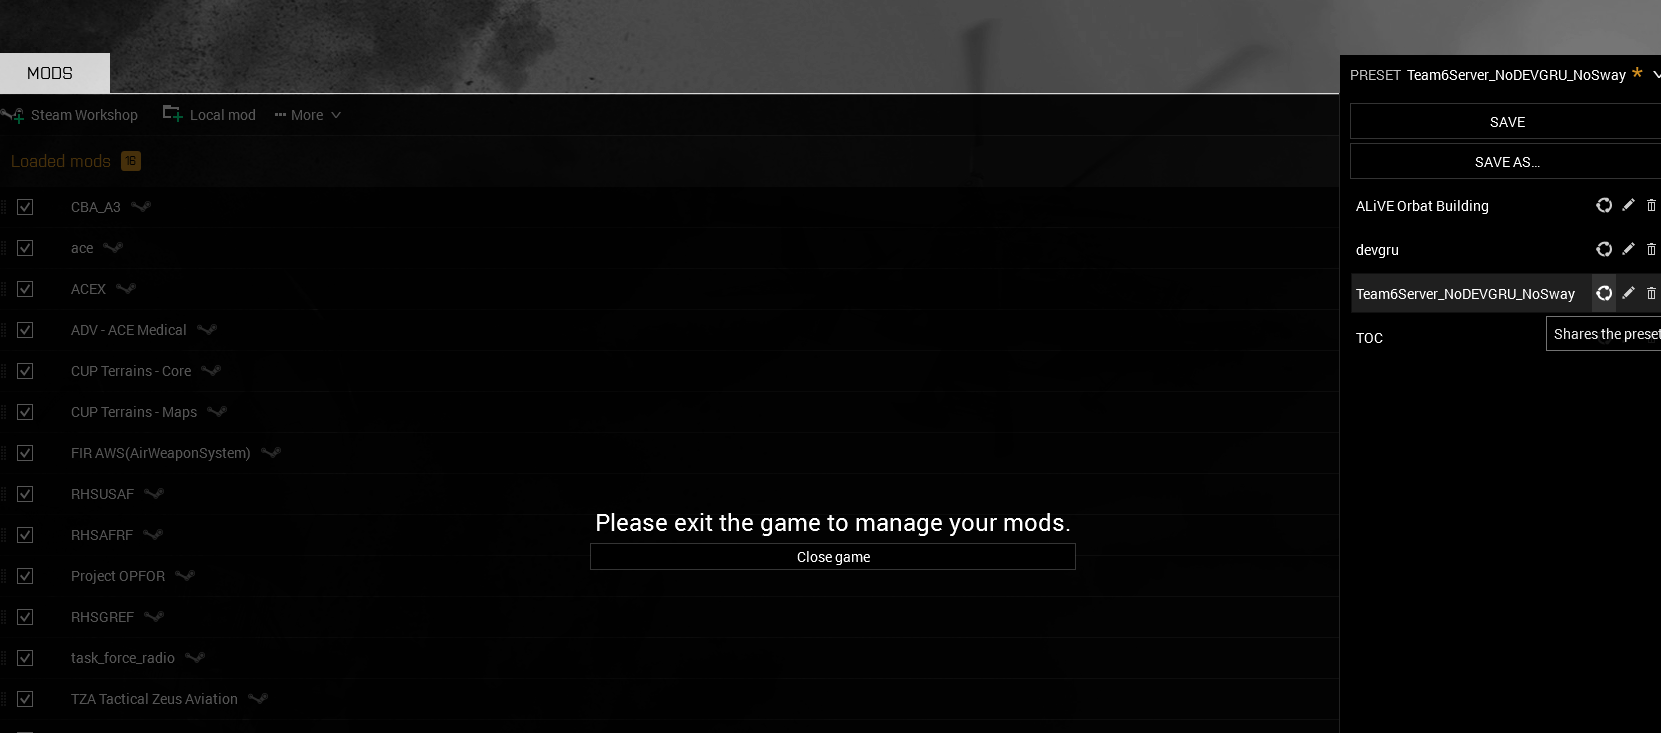 MODS
PRESET Team6Server_NoDEVGRU_NoSway *
Steam Workshop Local mod ··· More
SAVE
SAVE AS...
Loaded mods 16
CBA_A3
ace
ACEX
ADV - ACE Medical
CUP Terrains - Core
CUP Terrains - Maps
FIR AWS(AirWeaponSystem)
RHSUSAF
RHSAFRF
Project OPFOR
RHSGREF
task_force_radio
TZA Tactical Zeus Aviation
Please exit the game to manage your mods.
Close game
ALiVE Orbat Building
devgru
Team6Server_NoDEVGRU_NoSway
TOC
Shares the preset